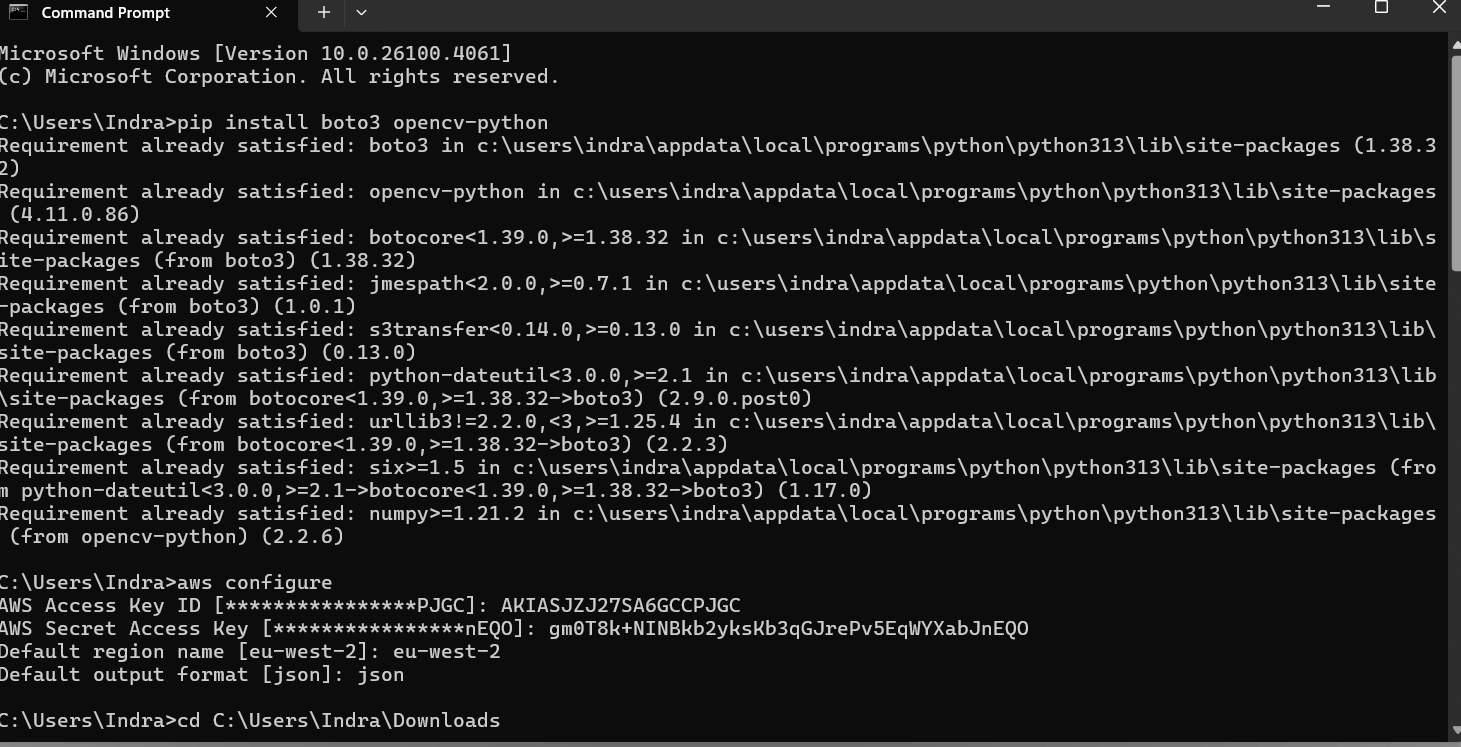 Command Prompt
Microsoft Windows [Version 10.0.26100.4061]
(c) Microsoft Corporation. All rights reserved.
C:\Users\Indra>pip install boto3 opencv-python
Requirement already satisfied: boto3 in c:\users\indra\appdata\local\programs\python\python313\lib\site-packages (1.38.3
2)
Requirement already satisfied: opencv-python in c:\users\indra\appdata\local\programs\python\python313\lib\site-packages
(4.11.0.86)
Requirement already satisfied: botocore<1.39.0,>=1.38.32 in c:\users\indra\appdata\local\programs\python\python313\lib\s
ite-packages (from boto3) (1.38.32)
Requirement already satisfied: jmespath<2.0.0,>=0.7.1 in c:\users\indra\appdata\local\programs\python\python313\lib\site
-packages (from boto3) (1.0.1)
Requirement already satisfied: s3transfer<0.14.0,>=0.13.0 in c:\users\indra\appdata\local\programs\python\python313\lib\
site-packages (from boto3) (0.13.0)
Requirement already satisfied: python-dateutil<3.0.0,>=2.1 in c:\users\indra\appdata\local\programs\python\python313\lib
\site-packages (from botocore<1.39.0,>=1.38.32->boto3) (2.9.0.post0)
Requirement already satisfied: urllib3!=2.2.0,<3,>=1.25.4 in c:\users\indra\appdata\local\programs\python\python313\lib\
site-packages (from botocore<1.39.0,>=1.38.32->boto3) (2.2.3)
Requirement already satisfied: six>=1.5 in c:\users\indra\appdata\local\programs\python\python313\lib\site-packages (fro
m python-dateutil<3.0.0,>=2.1->botocore<1.39.0,>=1.38.32->boto3) (1.17.0)
Requirement already satisfied: numpy>=1.21.2 in c:\users\indra\appdata\local\programs\python\python313\lib\site-packages
(from opencv-python) (2.2.6)
C:\Users\Indra>aws configure
AWS Access Key ID [****************PJGC]: AKIASJZJ27SA6GCCPJGC
AWS Secret Access Key [****************nEQO]: 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
Default region name [eu-west-2]: eu-west-2
Default output format [json]: json
C:\Users\Indra>cd C:\Users\Indra\Downloads